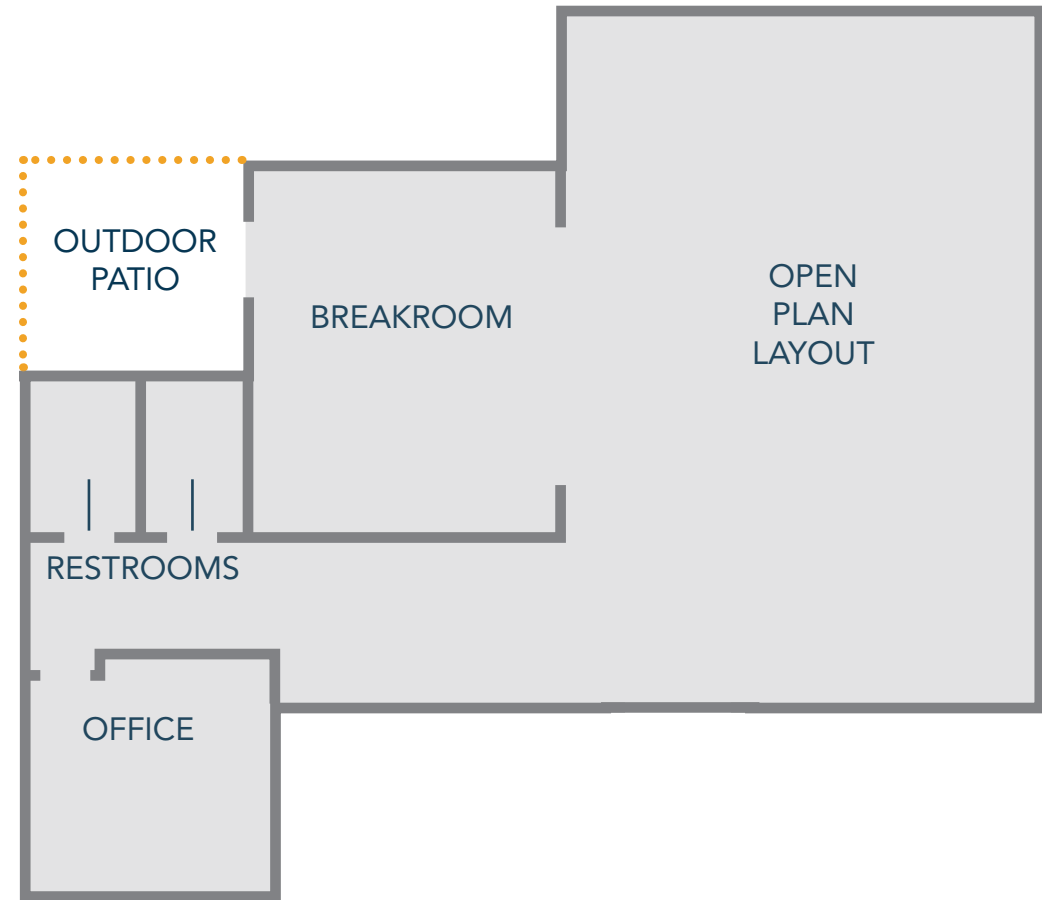 OUTDOOR
PATIO
BREAKROOM
OPEN
PLAN
LAYOUT
RESTROOMS
OFFICE